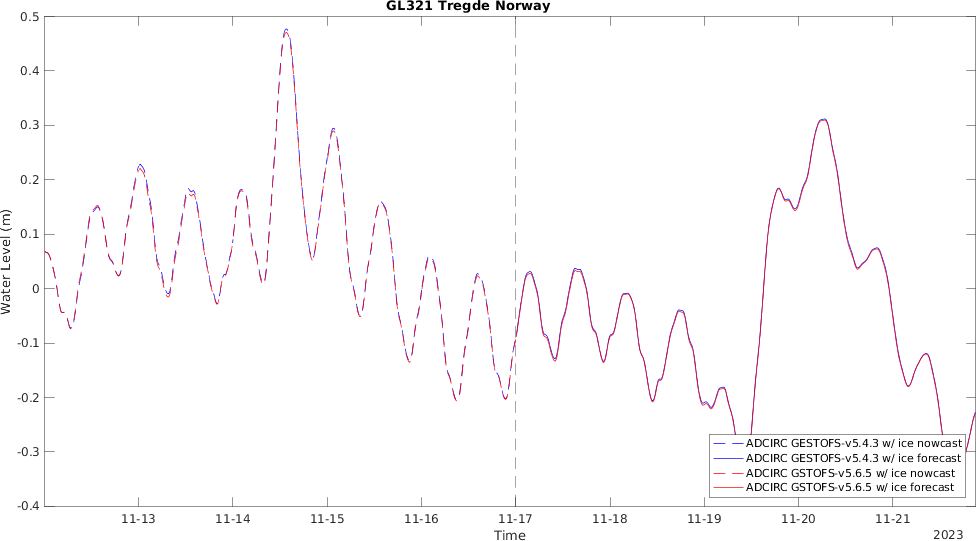 GL321 Tregde Norway
0.5
0.4
0.3
0.2
0.1
0
-0.1
-0.2
-0.3
-0.4
Water Level (m)
ADCIRC GESTOFS-v5.4.3 w/ ice nowcast
ADCIRC GESTOFS-v5.4.3 w/ ice forecast
ADCIRC GSTOFS-v5.6.5 w/ ice nowcast
ADCIRC GSTOFS-v5.6.5 w/ ice forecast
11-13 11-14 11-15 11-16 11-17 11-18 11-19 11-20 11-21
Time
2023